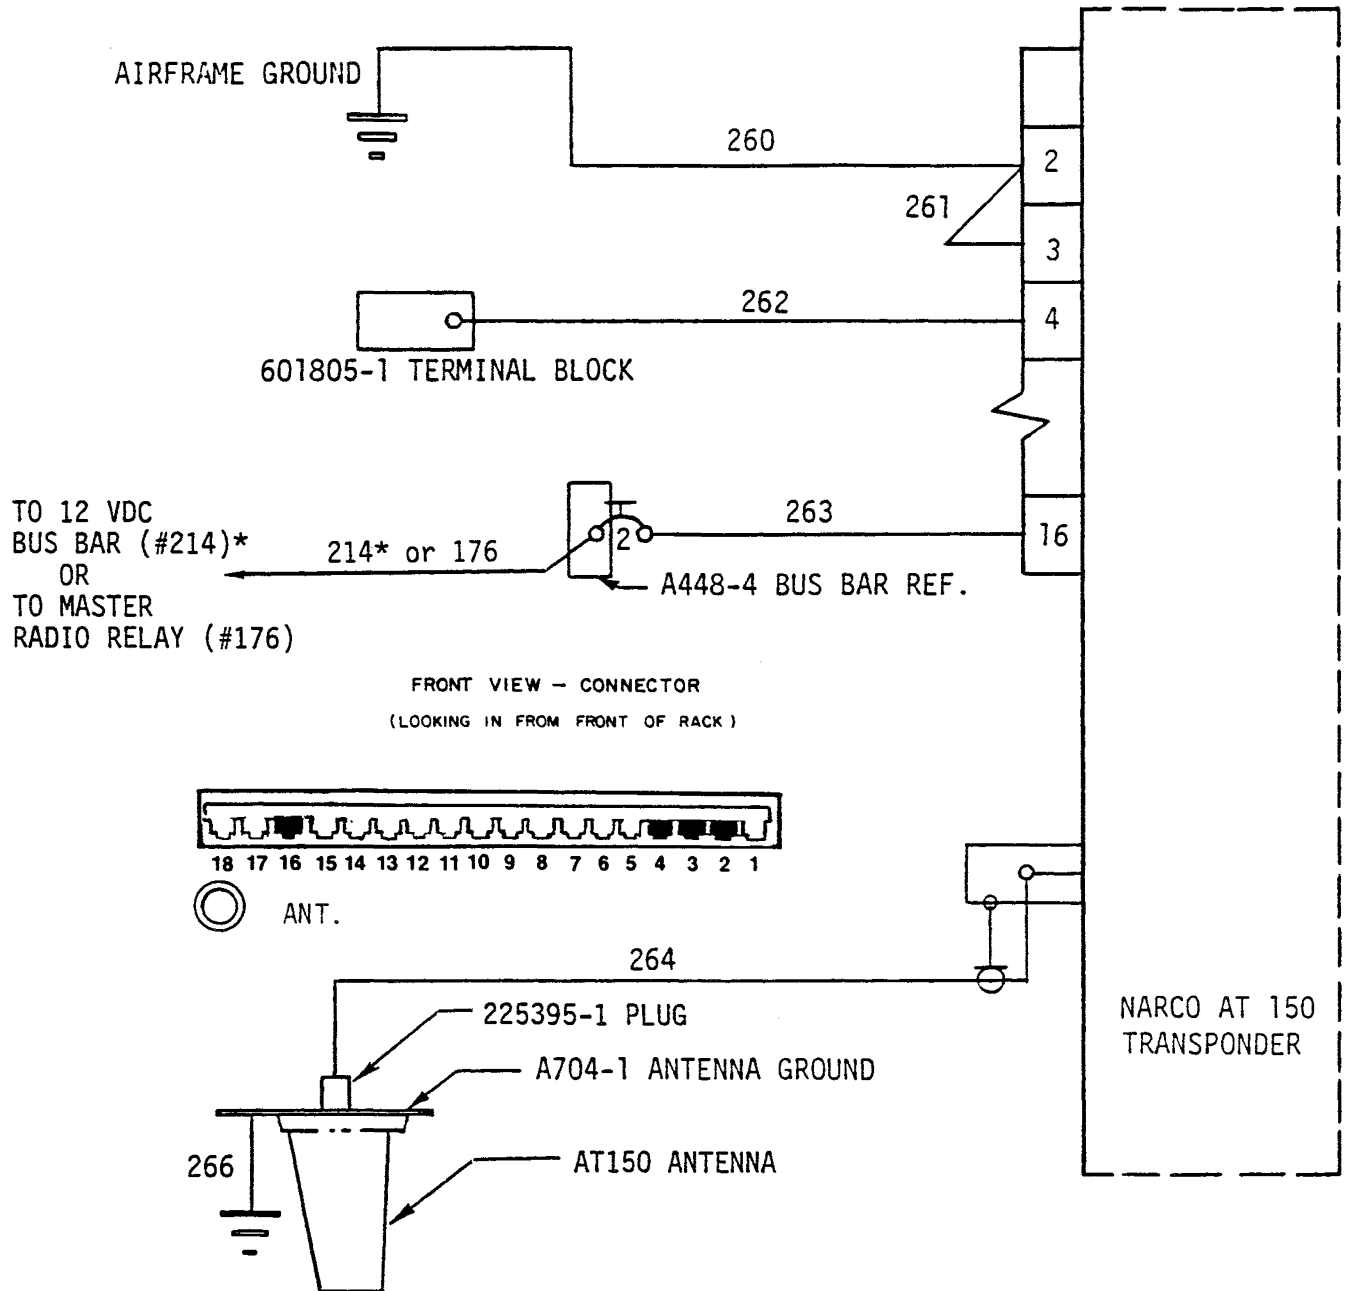 AIRFRAME GROUND
260
2
261
3
262
4
601805-1 TERMINAL BLOCK
TO 12 VDC
BUS BAR (#214)*
OR
TO MASTER
RADIO RELAY (#176)
214* or 176
2
263
16
A448-4 BUS BAR REF.
FRONT VIEW — CONNECTOR
(LOOKING IN FROM FRONT OF RACK)
18 17 16 15 14 13 12 11 10 9 8 7 6 5 4 3 2 1
ANT.
264
225395-1 PLUG
A704-1 ANTENNA GROUND
266
AT150 ANTENNA
NARCO AT 150
TRANSPONDER